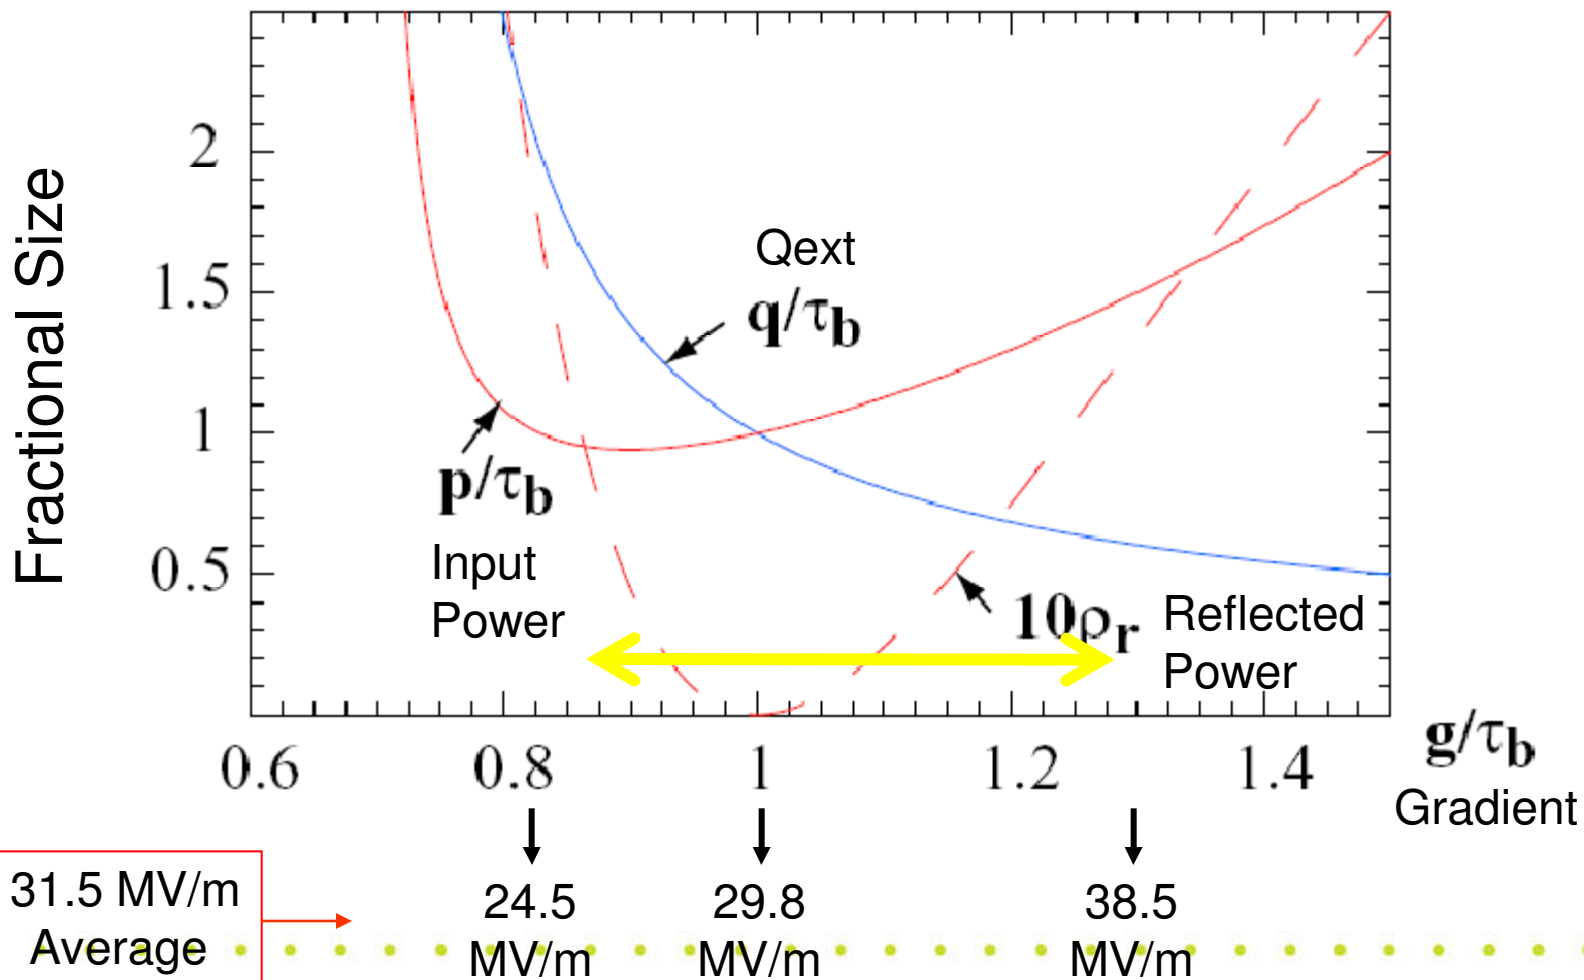 Fractional Size
2
1.5
1
0.5
Qext
q/τb
p/τb
Input
Power
10ρr
Reflected
Power
0.6 0.8 1 1.2 1.4
g/τb
Gradient
31.5 MV/m
Average
24.5
MV/m
29.8
MV/m
38.5
MV/m